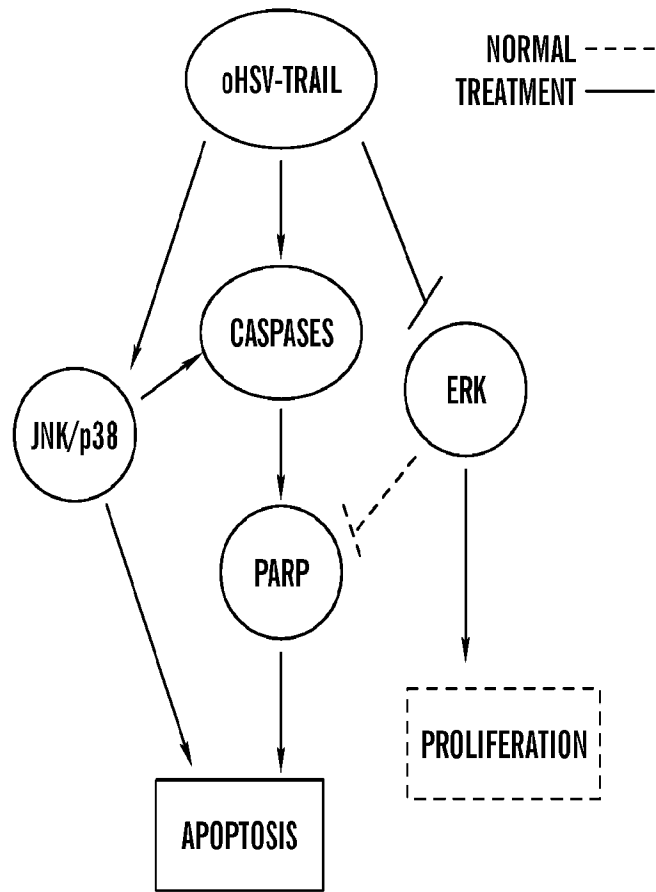 oHSV-TRAIL
NORMAL
TREATMENT
CASPASES
ERK
JNK/p38
PARP
PROLIFERATION
APOPTOSIS